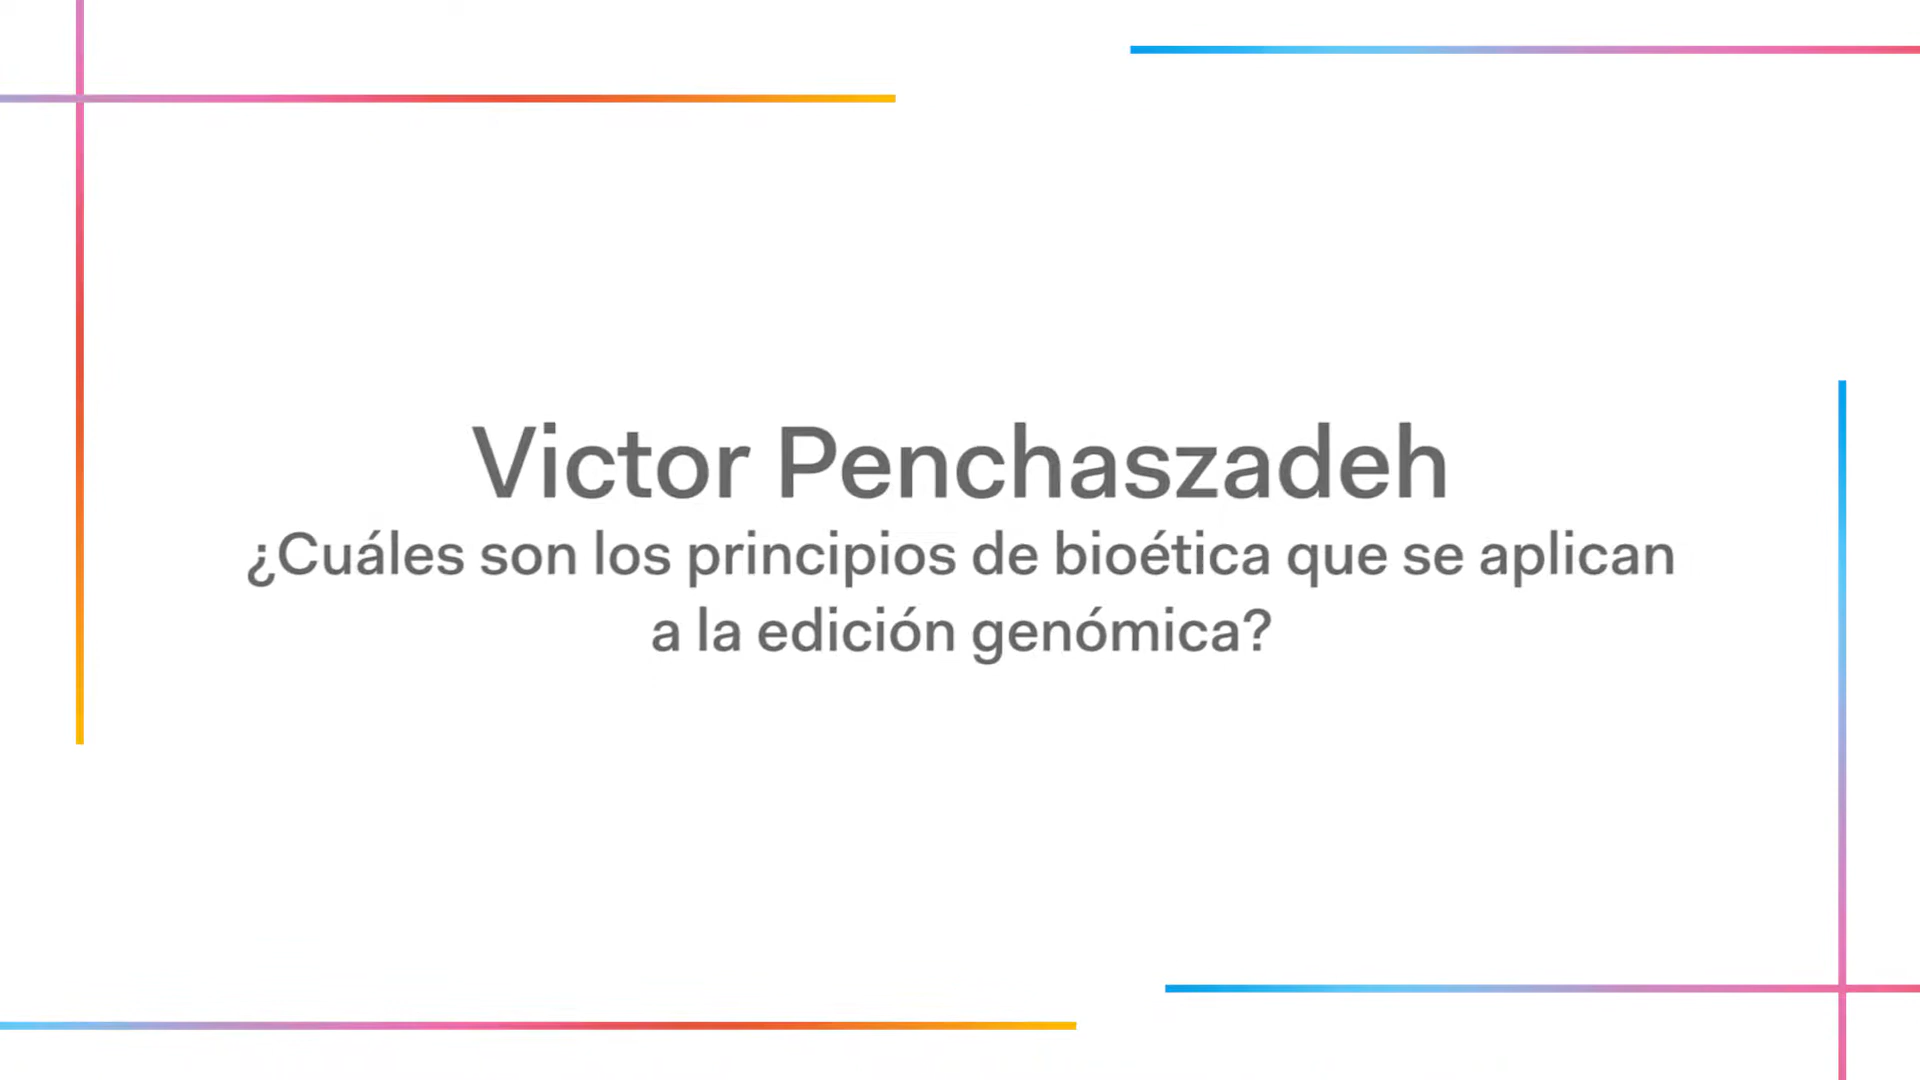 Victor Penchaszadeh
¿Cuáles son los principios de bioética que se aplican
a la edición genómica?